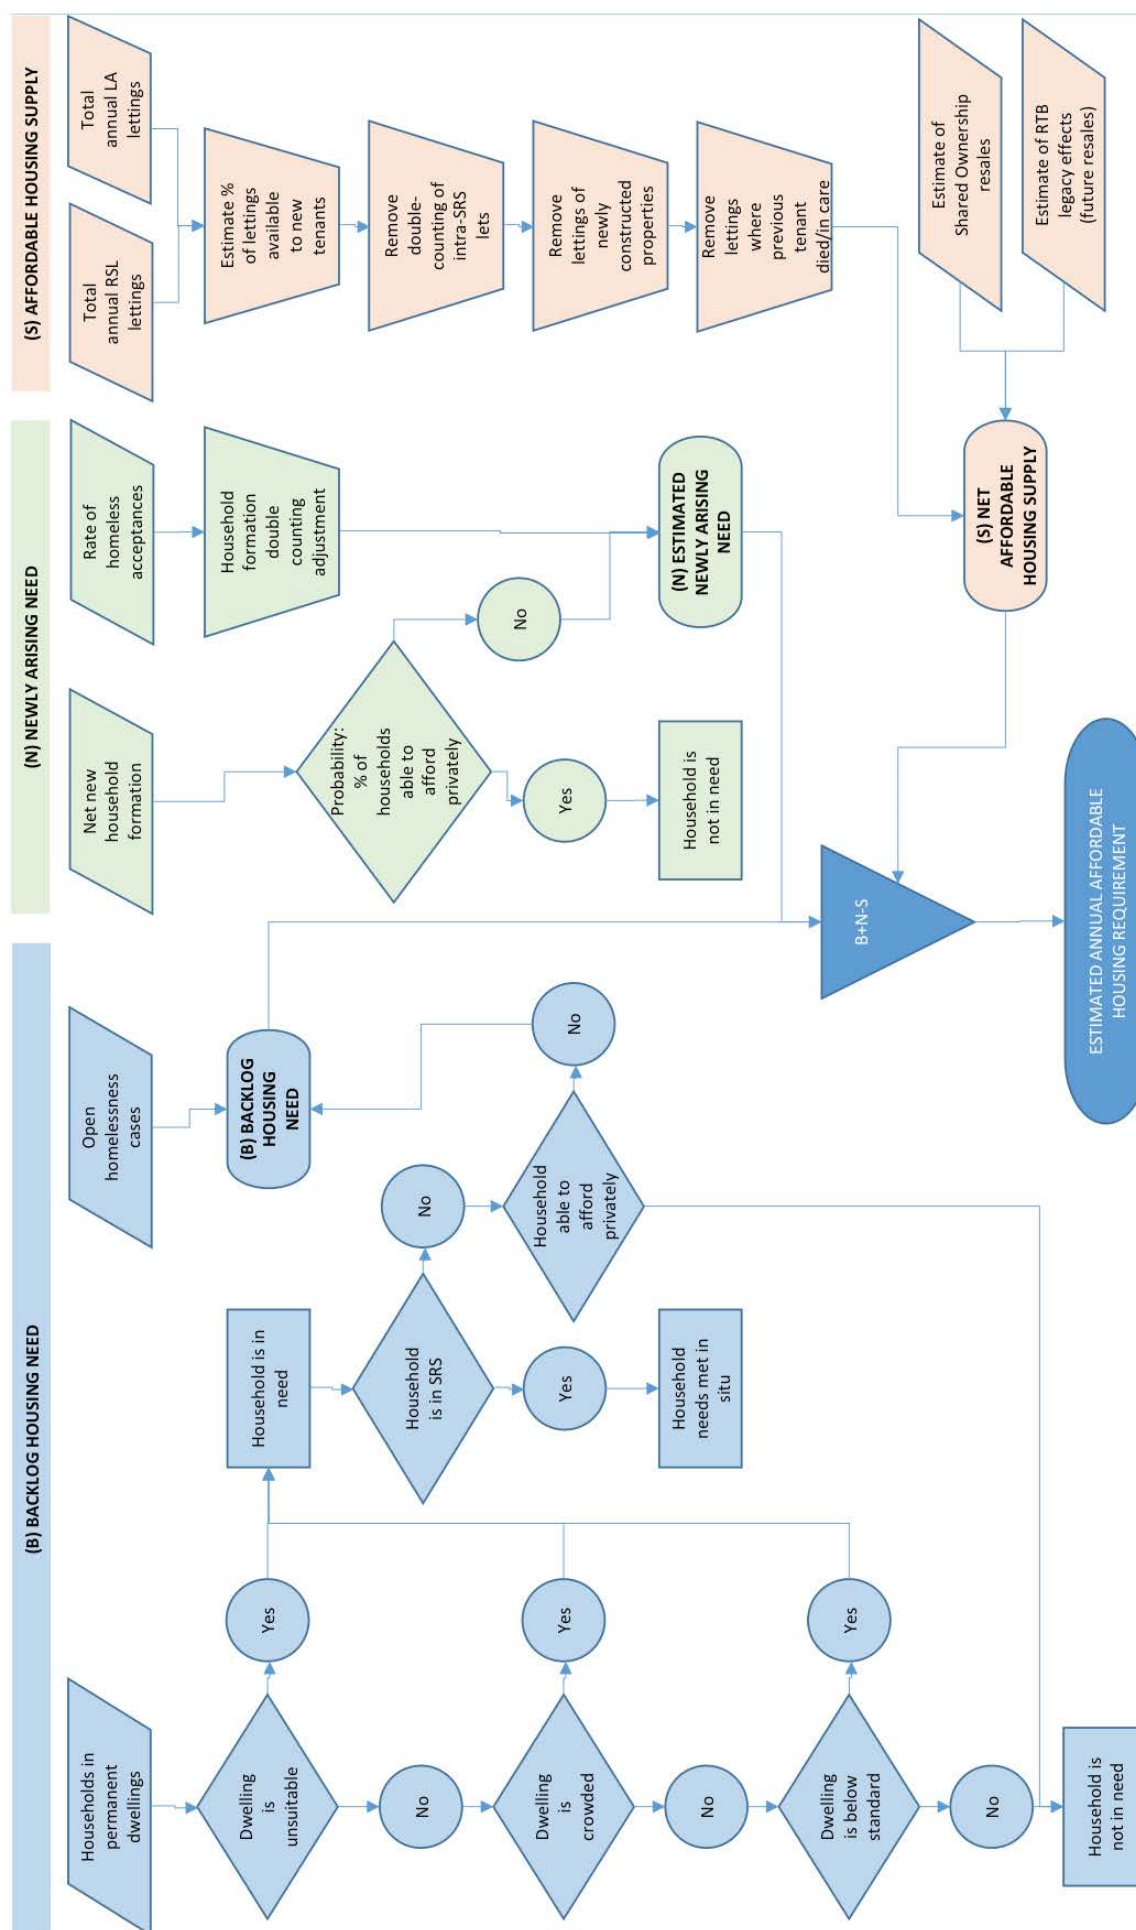 (B) BACKLOG HOUSING NEED
Households in
permanent
dwellings
Dwelling
is
unsuitable
Yes
No
Dwelling
is
crowded
Yes
No
Dwelling
is below
standard
Yes
No
Household is
not in need
Household is in
need
Household
is in SRS
Yes
Household
needs met in
situ
No
Household
able to
afford
privately
No
Open
homelessness
cases
(B) BACKLOG
HOUSING
NEED
(N) NEWLY ARISING NEED
Net new
household
formation
Probability:
% of
households
able to
afford
privately
Yes
Household is
not in need
No
Rate of
homeless
acceptances
Household
formation
double
counting
adjustment
(N) ESTIMATED
NEWLY ARISING
NEED
(S) AFFORDABLE HOUSING SUPPLY
Total
annual RSL
lettings
Total
annual LA
lettings
Estimate %
of lettings
available
to new
tenants
Remove
double-
counting of
intra-SRS
lets
Remove
lettings of
newly
constructed
properties
Remove
lettings
where
previous
tenant
died/in care
Estimate of
Shared Ownership
resales
Estimate of RTB
legacy effects
(future resales)
(S) NET
AFFORDABLE
HOUSING SUPPLY
B+N-S
ESTIMATED ANNUAL AFFORDABLE
HOUSING REQUIREMENT